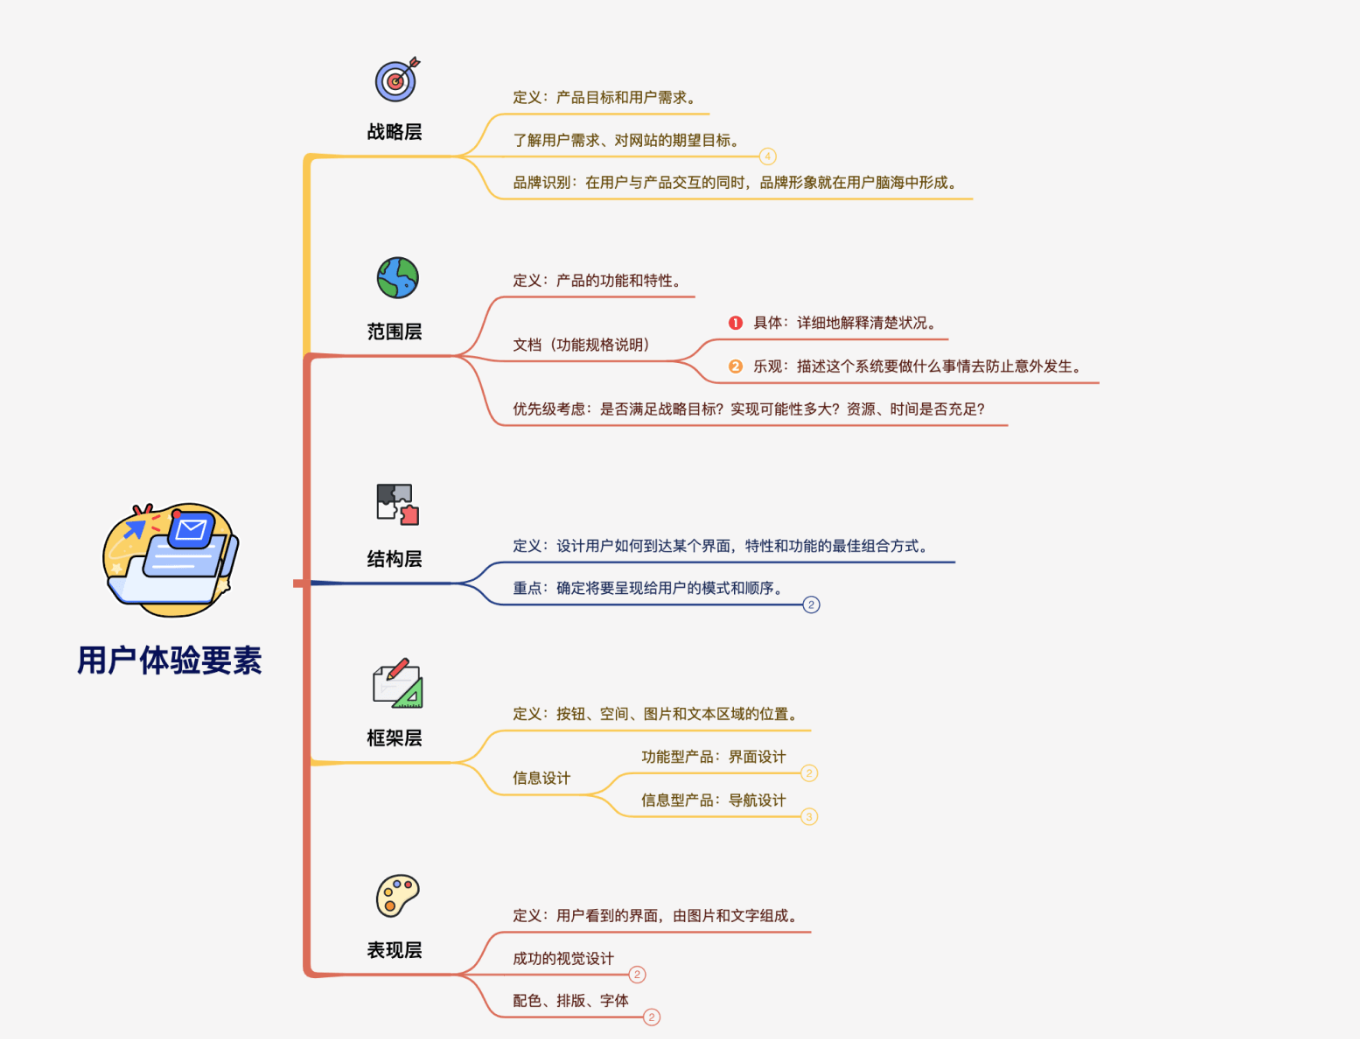 用户体验要素
战略层
定义：产品目标和用户需求。
了解用户需求、对网站的期望目标。
4
品牌识别：在用户与产品交互的同时，品牌形象就在用户脑海中形成。
范围层
定义：产品的功能和特性。
文档（功能规格说明）
1 具体：详细地解释清楚状况。
2 乐观：描述这个系统要做什么事情去防止意外发生。
优先级考虑：是否满足战略目标？实现可能性多大？资源、时间是否充足？
结构层
定义：设计用户如何到达某个界面，特性和功能的最佳组合方式。
重点：确定将要呈现给用户的模式和顺序。
2
框架层
定义：按钮、空间、图片和文本区域的位置。
信息设计
功能型产品：界面设计
2
信息型产品：导航设计
3
表现层
定义：用户看到的界面，由图片和文字组成。
成功的视觉设计
2
配色、排版、字体
2